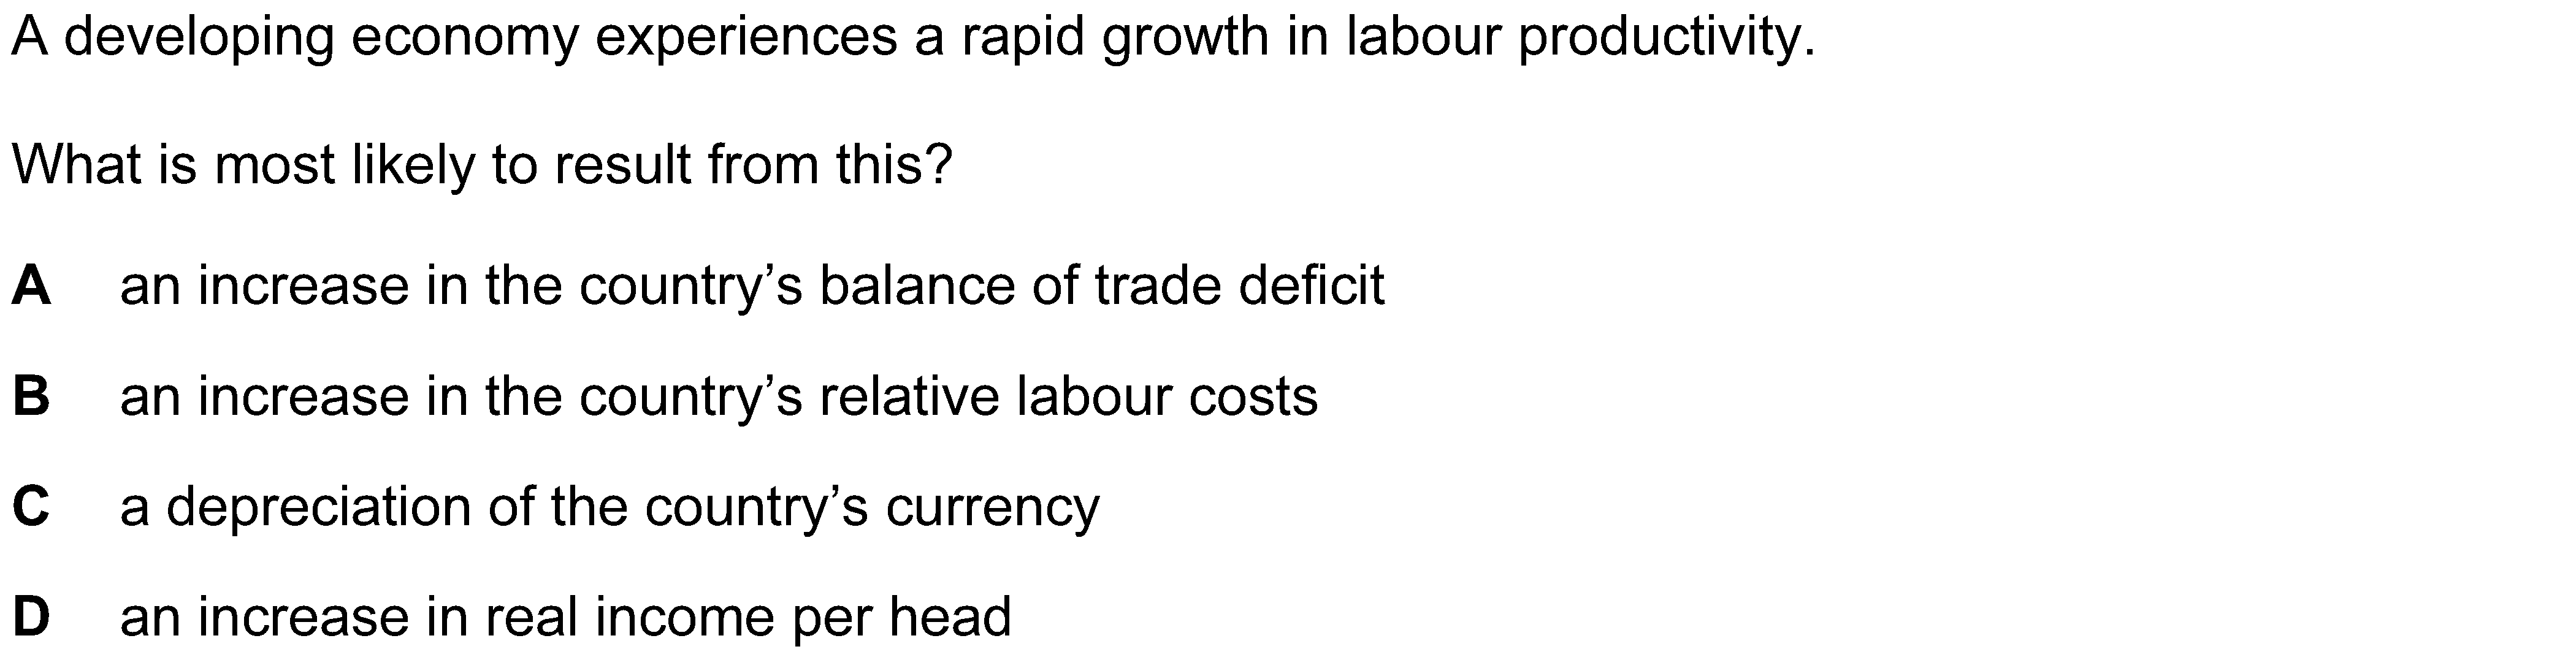 A developing economy experiences a rapid growth in labour productivity.
What is most likely to result from this?
A an increase in the country’s balance of trade deficit
B an increase in the country’s relative labour costs
C a depreciation of the country’s currency
D an increase in real income per head